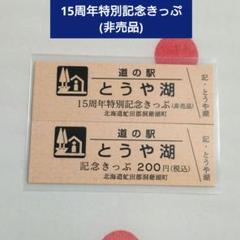 15周年特別記念きっぷ
(非売品)
道の駅
とうや湖
15周年特別記念きっぷ(非売品)
北海道虻田郡洞爺湖町
記・とうや湖
道の駅
とうや湖
記念きっぷ 200円(税込)
北海道虻田郡洞爺湖町
記・とうや湖